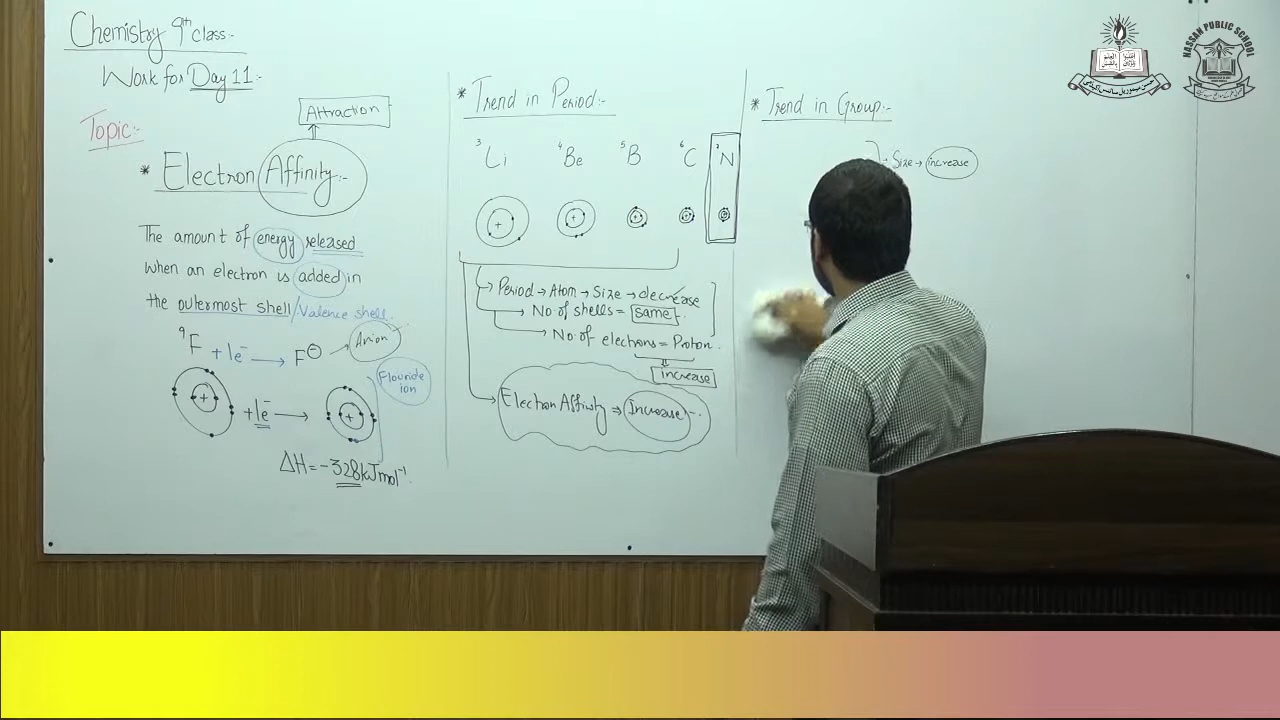 Chemistry 9th class:-
Work for Day 11:-
Topic:-
Attraction
* Electron Affinity:-
The amount of energy released
when an electron is added in
the outermost shell/Valence shell.
9F + 1e⁻ → F⊖ → Anion
Flouride
ion
+
+1e⁻ →
+
ΔH = -328kJmol⁻¹.
* Trend in Period:-
3Li 4Be 5B 6C 7N
+ + + + +
→ Period → Atom → Size → decrease
→ No of shells = same.
→ No of electrons = Proton.
increase
→ Electron Affinity ⇒ Increase -.
* Trend in Group:-
Size → increase
HASSAN PUBLIC SCHOOL